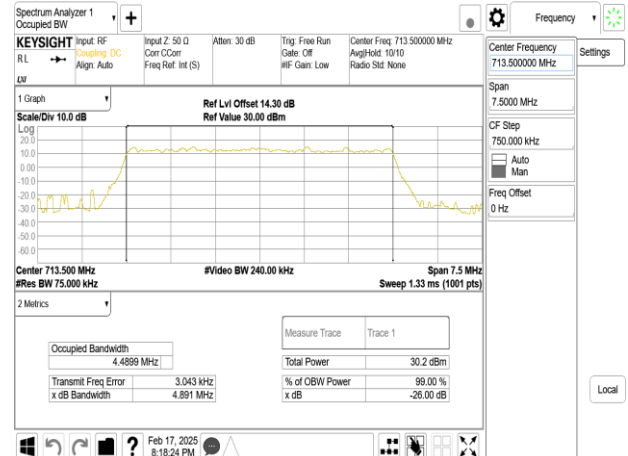 Spectrum Analyzer 1
Occupied BW
Frequency
KEYSIGHT
RL
LXI
Input: RF
Coupling: DC
Align: Auto
Input Z: 50 Ω
Corr CCorr
Freq Ref: Int (S)
Atten: 30 dB
Trig: Free Run
Gate: Off
#IF Gain: Low
Center Freq: 713.500000 MHz
Avg|Hold: 10/10
Radio Std: None
Center Frequency
713.500000 MHz
Settings
Span
7.5000 MHz
CF Step
750.000 kHz
Auto
Man
Freq Offset
0 Hz
1 Graph
Scale/Div 10.0 dB
Ref Lvl Offset 14.30 dB
Ref Value 30.00 dBm
Log
20.0
10.0
0.00
-10.0
-20.0
-30.0
-40.0
-50.0
-60.0
Center 713.500 MHz
#Video BW 240.00 kHz
Span 7.5 MHz
#Res BW 75.000 kHz
Sweep 1.33 ms (1001 pts)
2 Metrics
Measure Trace
Trace 1
Occupied Bandwidth
4.4899 MHz
Total Power
30.2 dBm
Transmit Freq Error
3.043 kHz
% of OBW Power
99.00 %
x dB Bandwidth
4.891 MHz
x dB
-26.00 dB
Local
?
Feb 17, 2025
8:18:24 PM